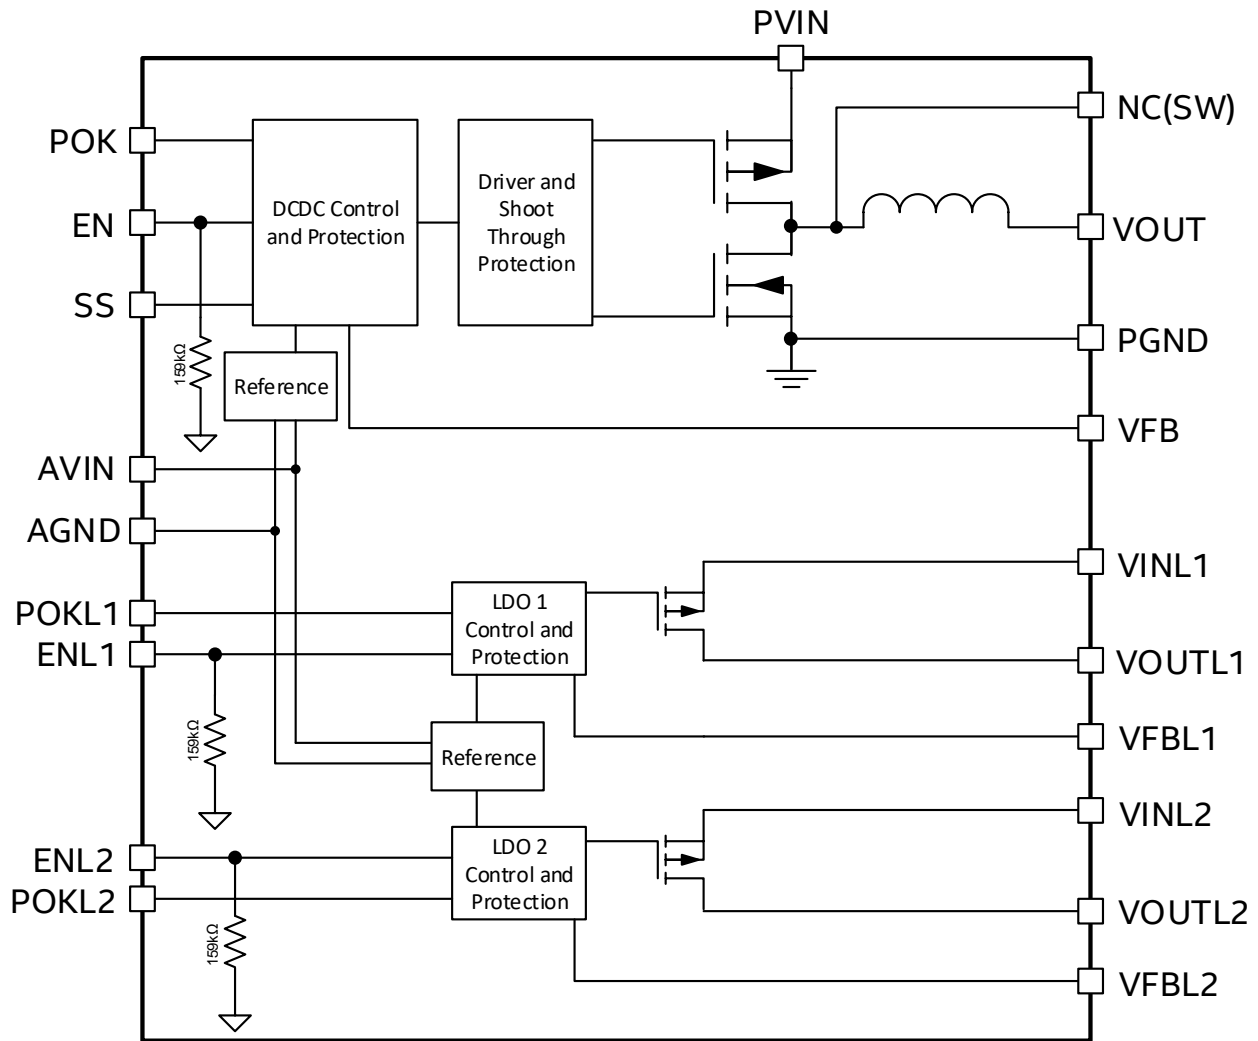 PVIN
NC(SW)
POK
DCDC Control
and Protection
Driver and
Shoot
Through
Protection
EN
VOUT
SS
PGND
159kΩ
Reference
VFB
AVIN
AGND
VINL1
POKL1
LDO 1
Control and
Protection
ENL1
VOUTL1
159kΩ
Reference
VFBL1
VINL2
ENL2
LDO 2
Control and
Protection
POKL2
VOUTL2
159kΩ
VFBL2